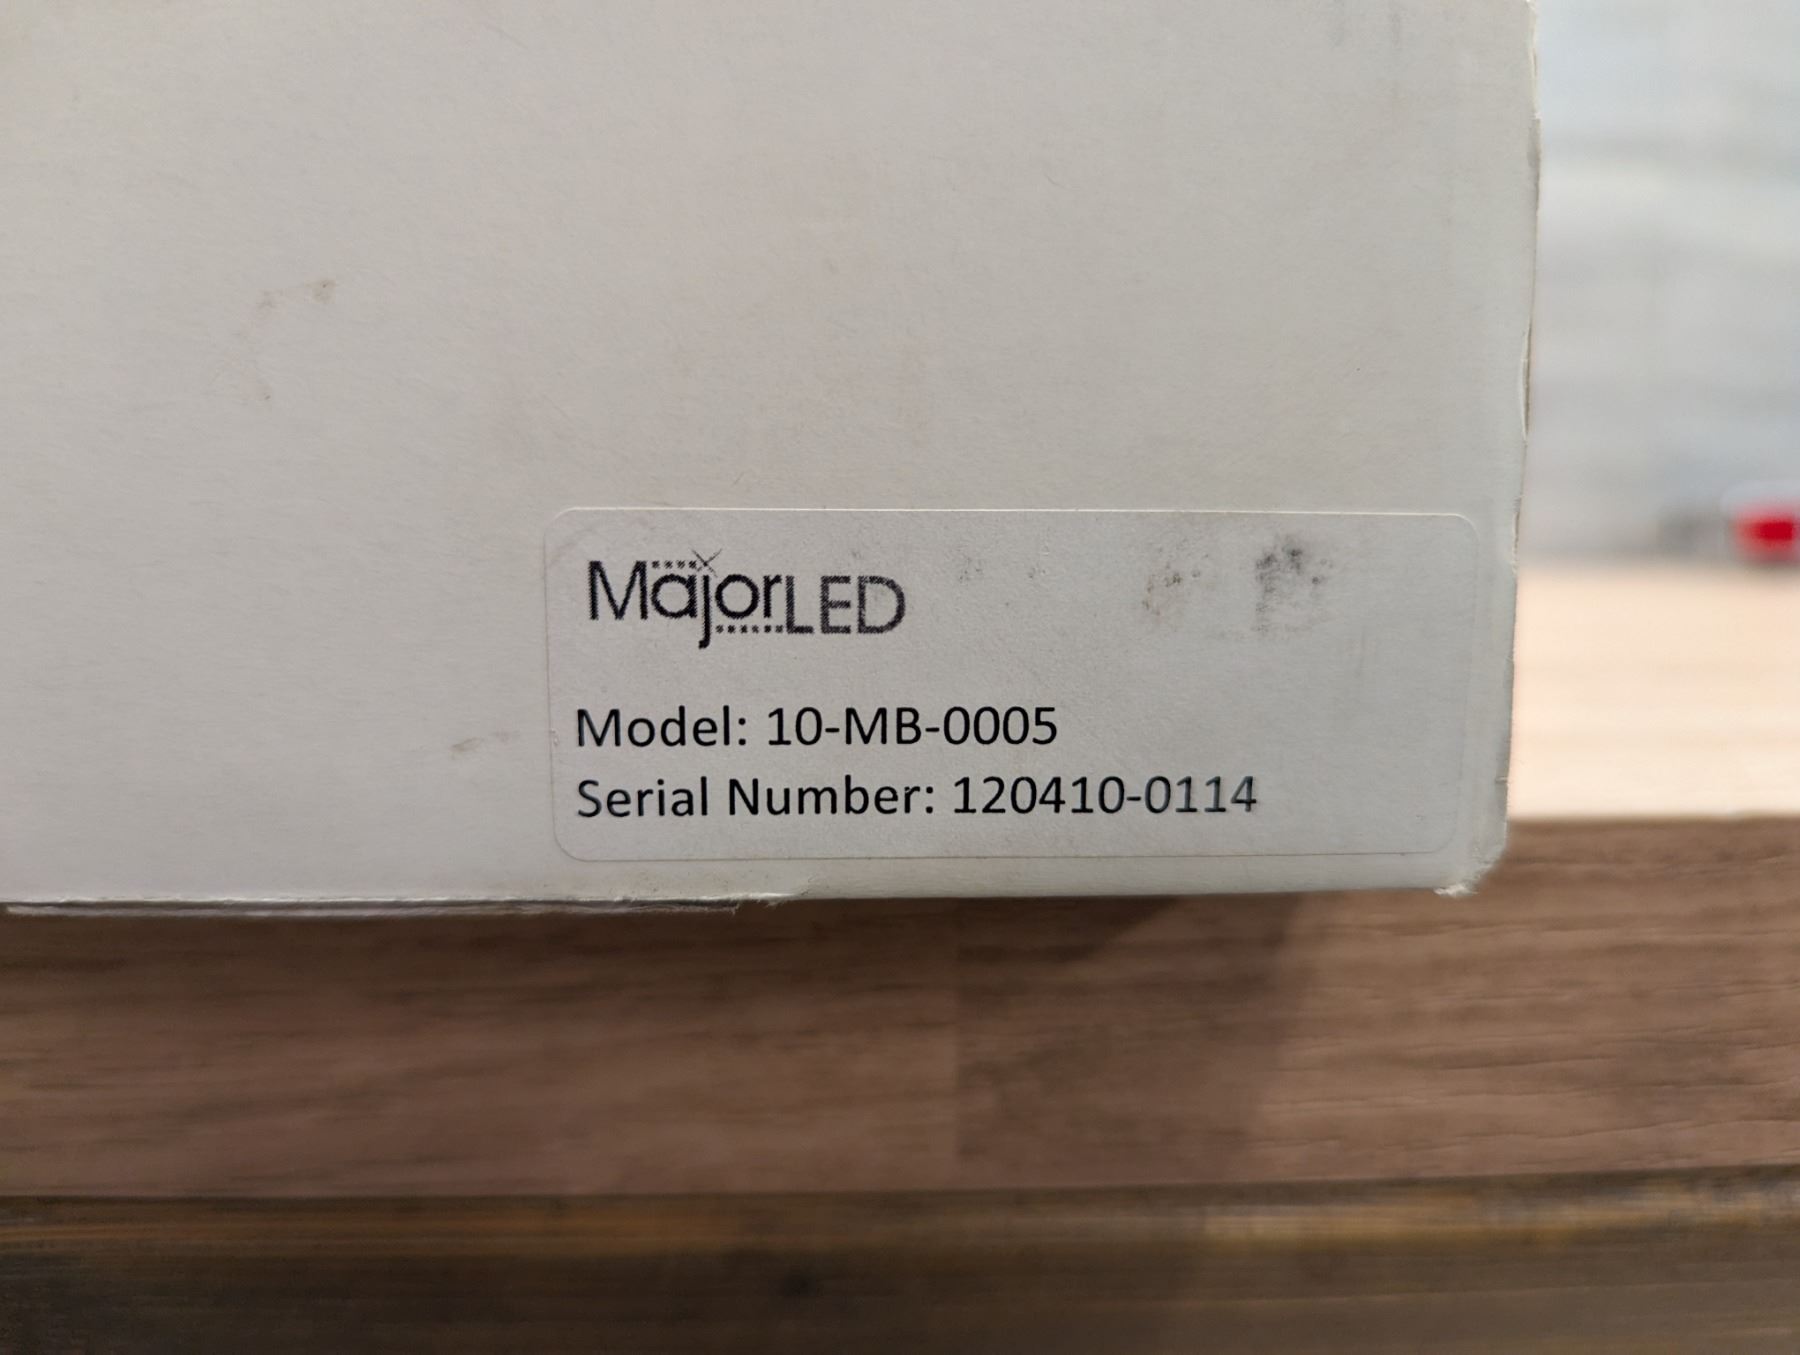 MajorLED
Model: 10-MB-0005
Serial Number: 120410-0114